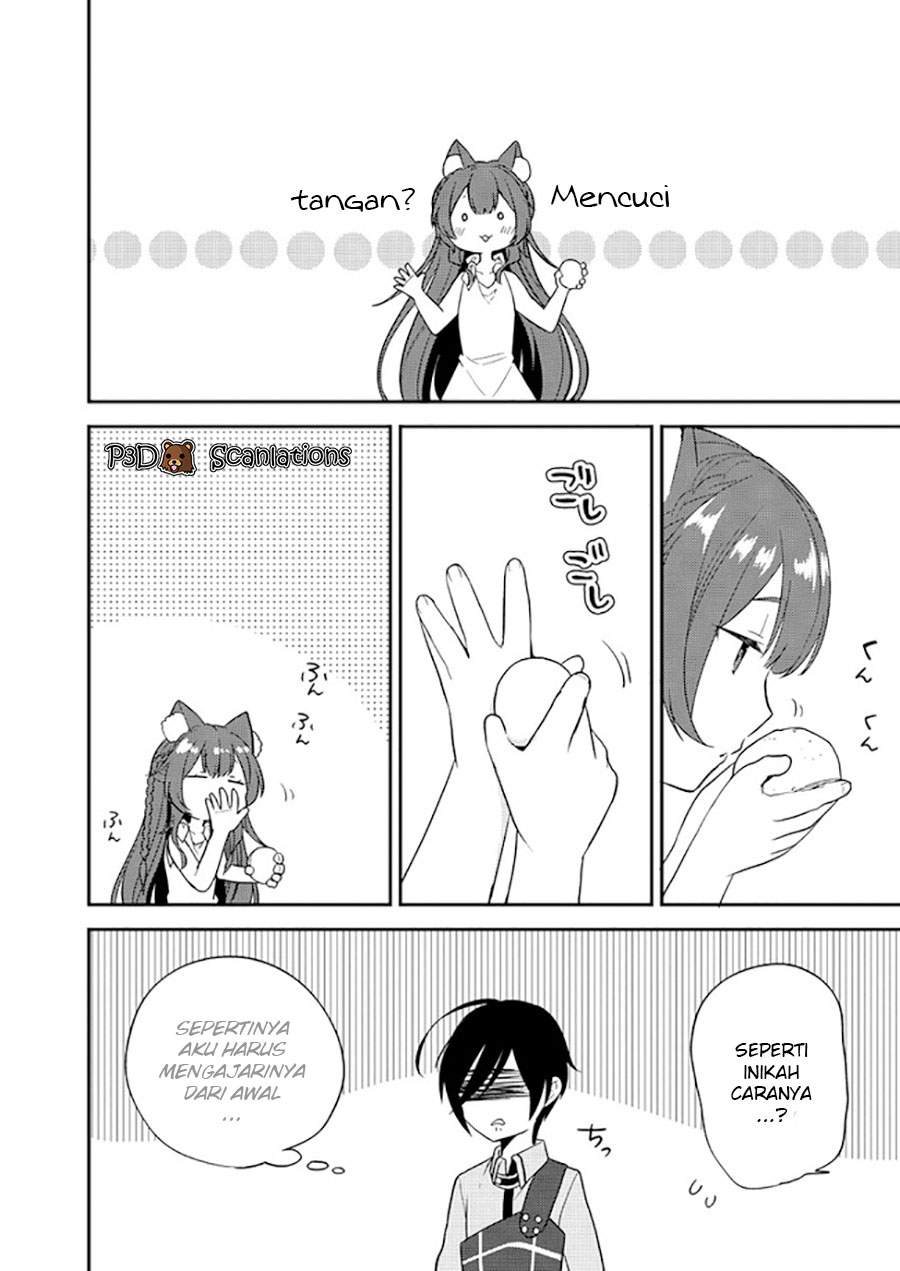 Mencuci
tangan?
P3D Scanlations
くん
くん
ごし
ごし
ふん
ふん
ふん
SEPERTI
INIKAH
CARANYA
...?
ちっ
SEPERTINYA
AKU HARUS
MENGAJARINYA
DARI AWAL
...